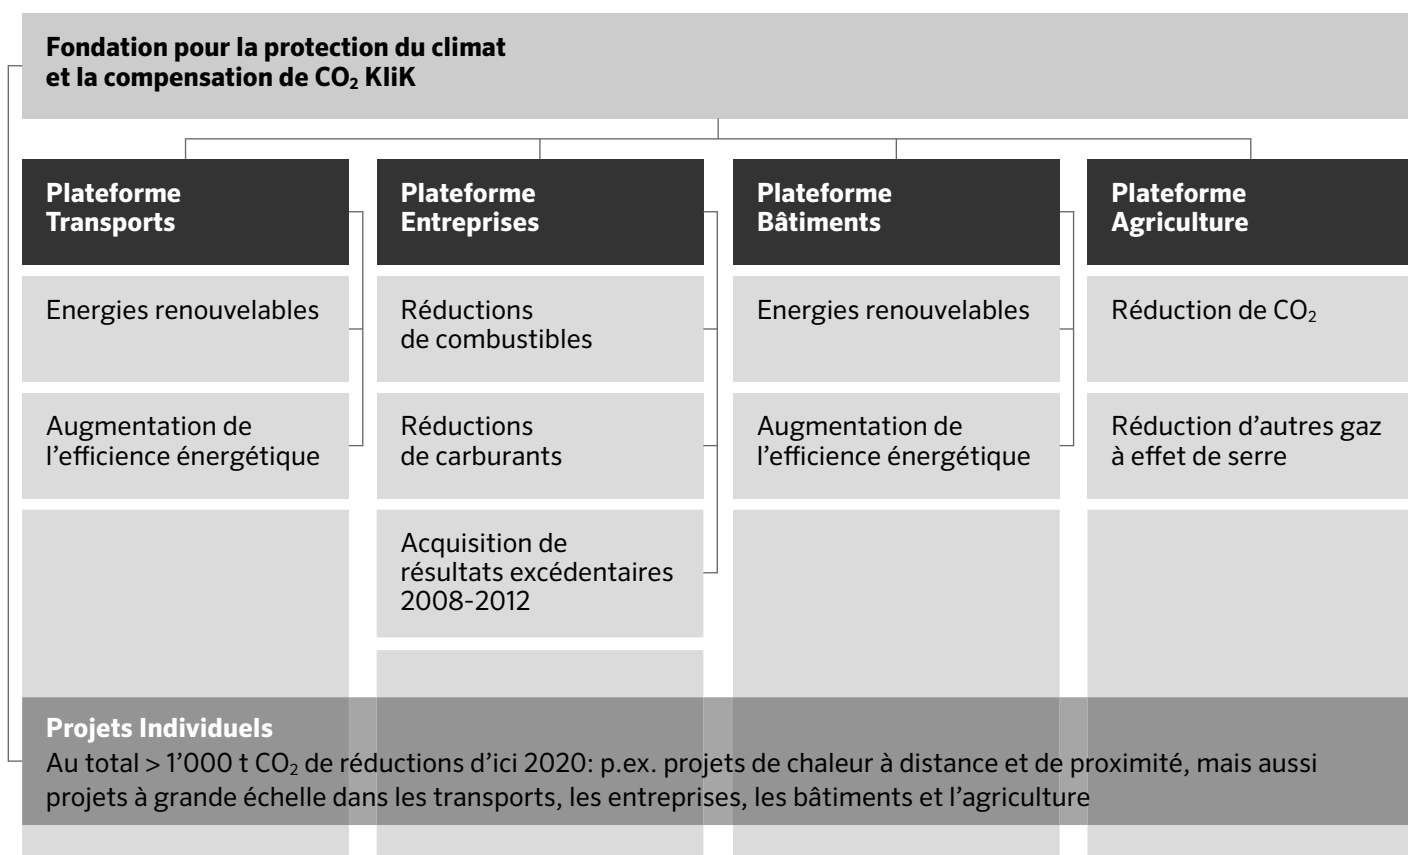 Fondation pour la protection du climat
et la compensation de CO₂ KliK
Plateforme
Transports
Energies renouvelables
Augmentation de
l’efficience énergétique
Plateforme
Entreprises
Réductions
de combustibles
Réductions
de carburants
Acquisition de
résultats excédentaires
2008-2012
Plateforme
Bâtiments
Energies renouvelables
Augmentation de
l’efficience énergétique
Plateforme
Agriculture
Réduction de CO₂
Réduction d’autres gaz
à effet de serre
Projets Individuels
Au total > 1’000 t CO₂ de réductions d’ici 2020: p.ex. projets de chaleur à distance et de proximité, mais aussi
projets à grande échelle dans les transports, les entreprises, les bâtiments et l’agriculture